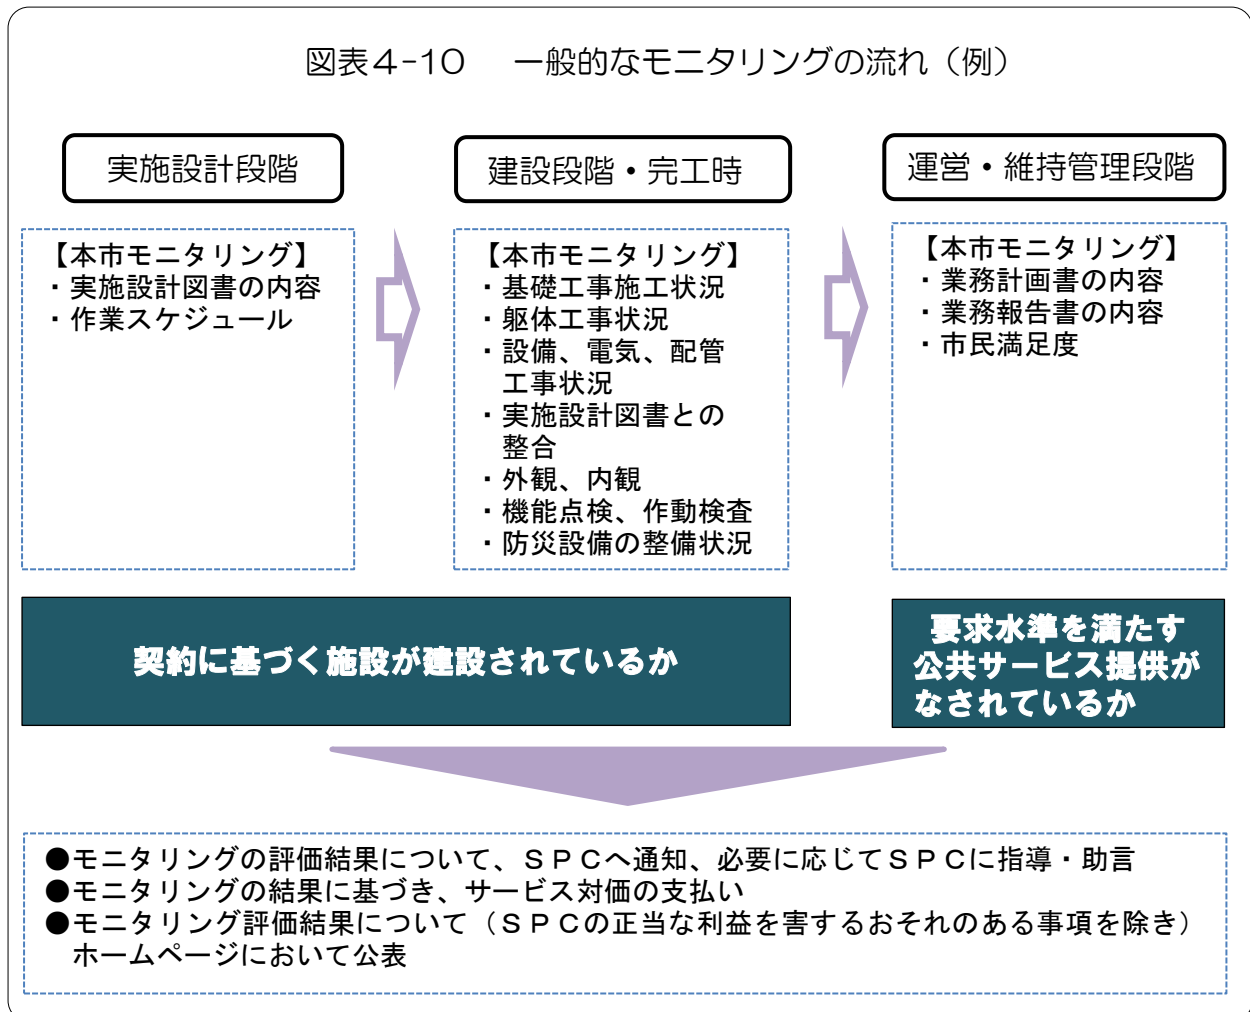 図表4-10　一般的なモニタリングの流れ（例）
実施設計段階
【本市モニタリング】
・実施設計図書の内容
・作業スケジュール
建設段階・完工時
【本市モニタリング】
・基礎工事施工状況
・躯体工事状況
・設備、電気、配管
工事状況
・実施設計図書との
整合
・外観、内観
・機能点検、作動検査
・防災設備の整備状況
運営・維持管理段階
【本市モニタリング】
・業務計画書の内容
・業務報告書の内容
・市民満足度
契約に基づく施設が建設されているか
要求水準を満たす
公共サービス提供が
なされているか
●モニタリングの評価結果について、ＳＰＣへ通知、必要に応じてＳＰＣに指導・助言
●モニタリングの結果に基づき、サービス対価の支払い
●モニタリング評価結果について（ＳＰＣの正当な利益を害するおそれのある事項を除き）
ホームページにおいて公表